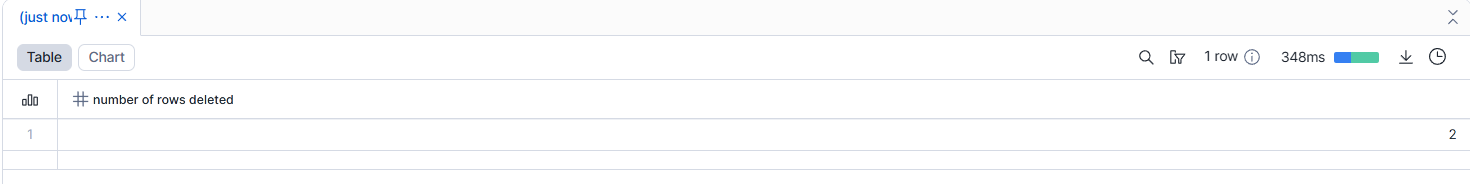 (just now
Table Chart 1 row 348ms
number of rows deleted
1 2